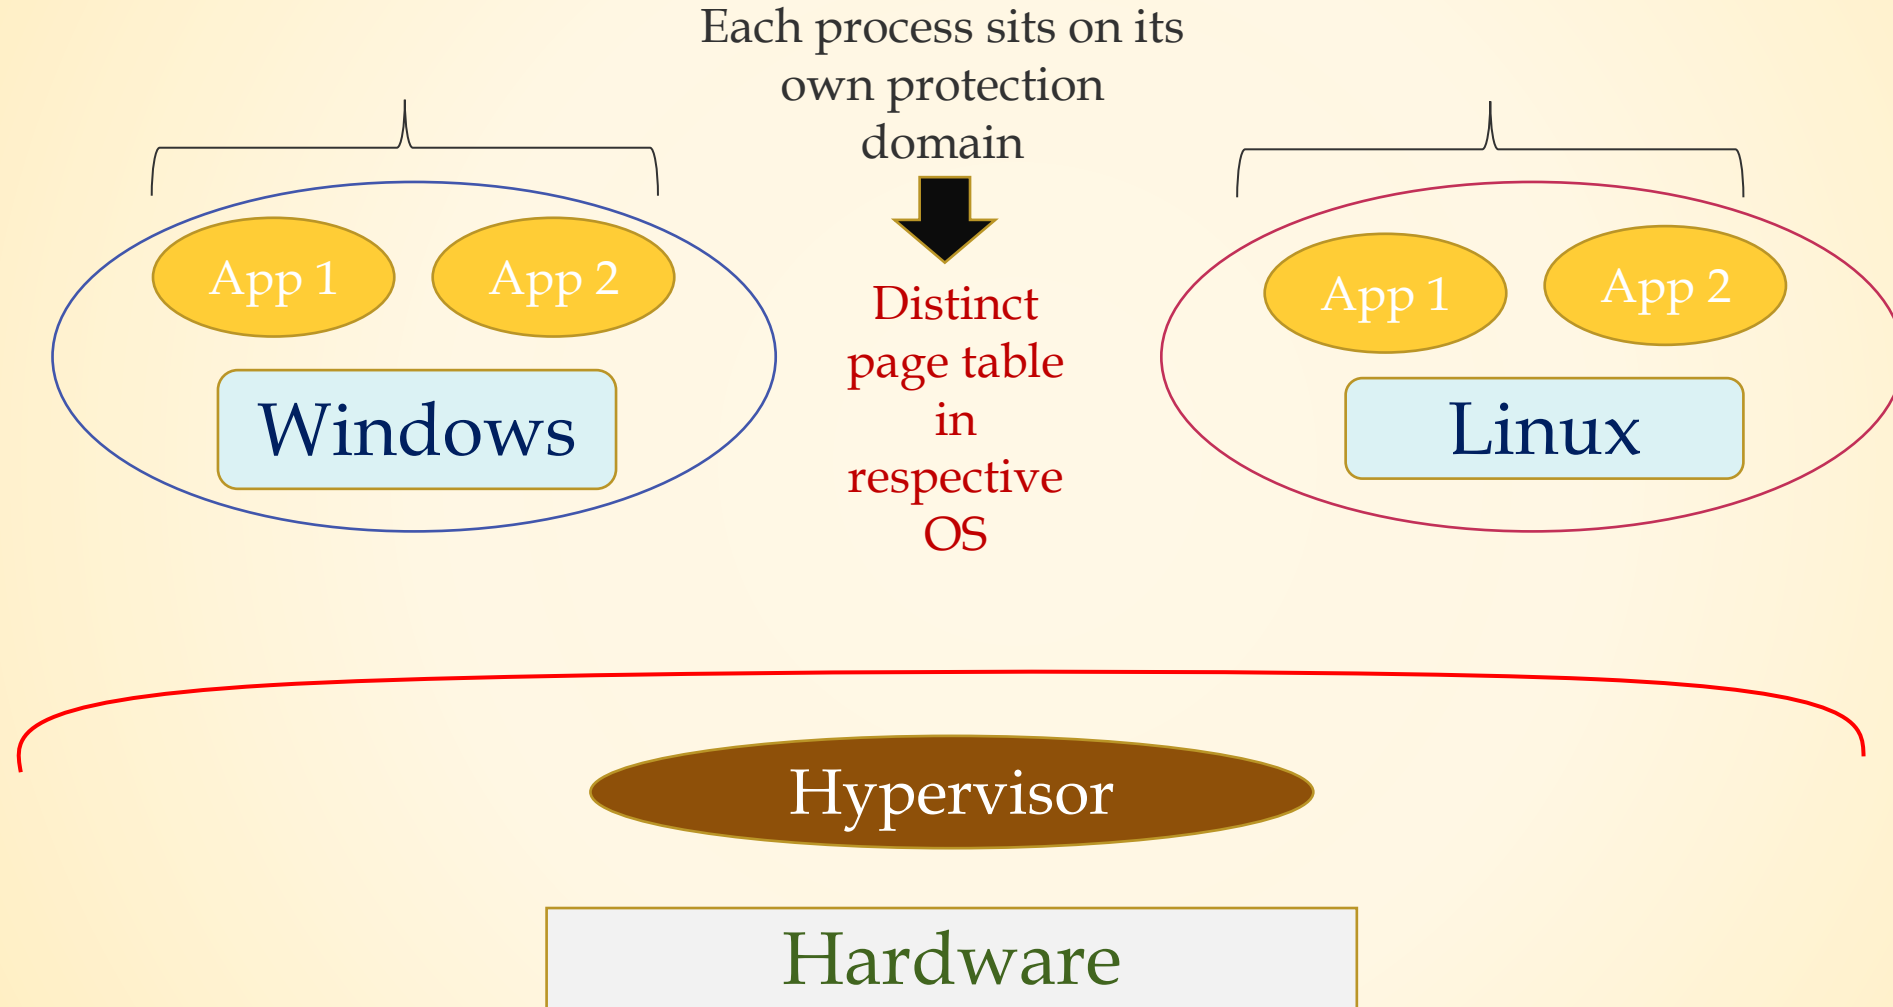 Each process sits on its
own protection
domain
App 1
App 2
Windows
Distinct
page table
in
respective
OS
App 1
App 2
Linux
Hypervisor
Hardware